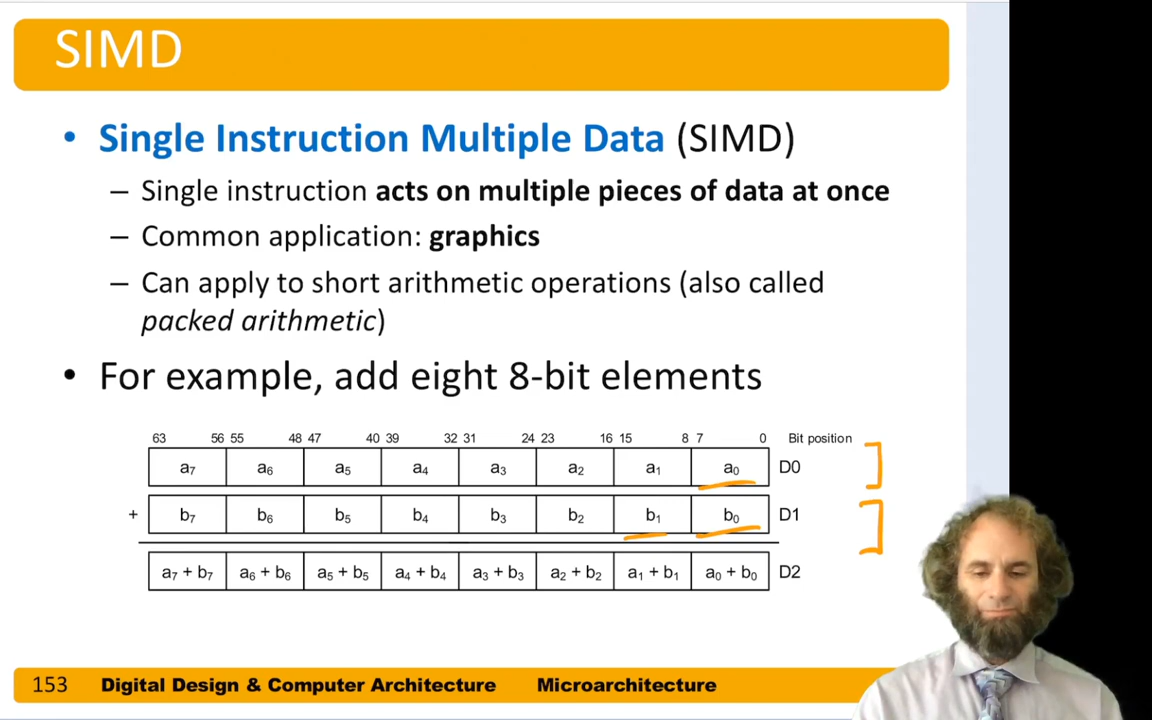 SIMD
• Single Instruction Multiple Data (SIMD)
– Single instruction acts on multiple pieces of data at once
– Common application: graphics
– Can apply to short arithmetic operations (also called
packed arithmetic)
• For example, add eight 8-bit elements
63 56 55 48 47 40 39 32 31 24 23 16 15 8 7 0 Bit position
a7 a6 a5 a4 a3 a2 a1 a0 D0
+ b7 b6 b5 b4 b3 b2 b1 b0 D1
a7 + b7 a6 + b6 a5 + b5 a4 + b4 a3 + b3 a2 + b2 a1 + b1 a0 + b0 D2
153 Digital Design & Computer Architecture Microarchitecture